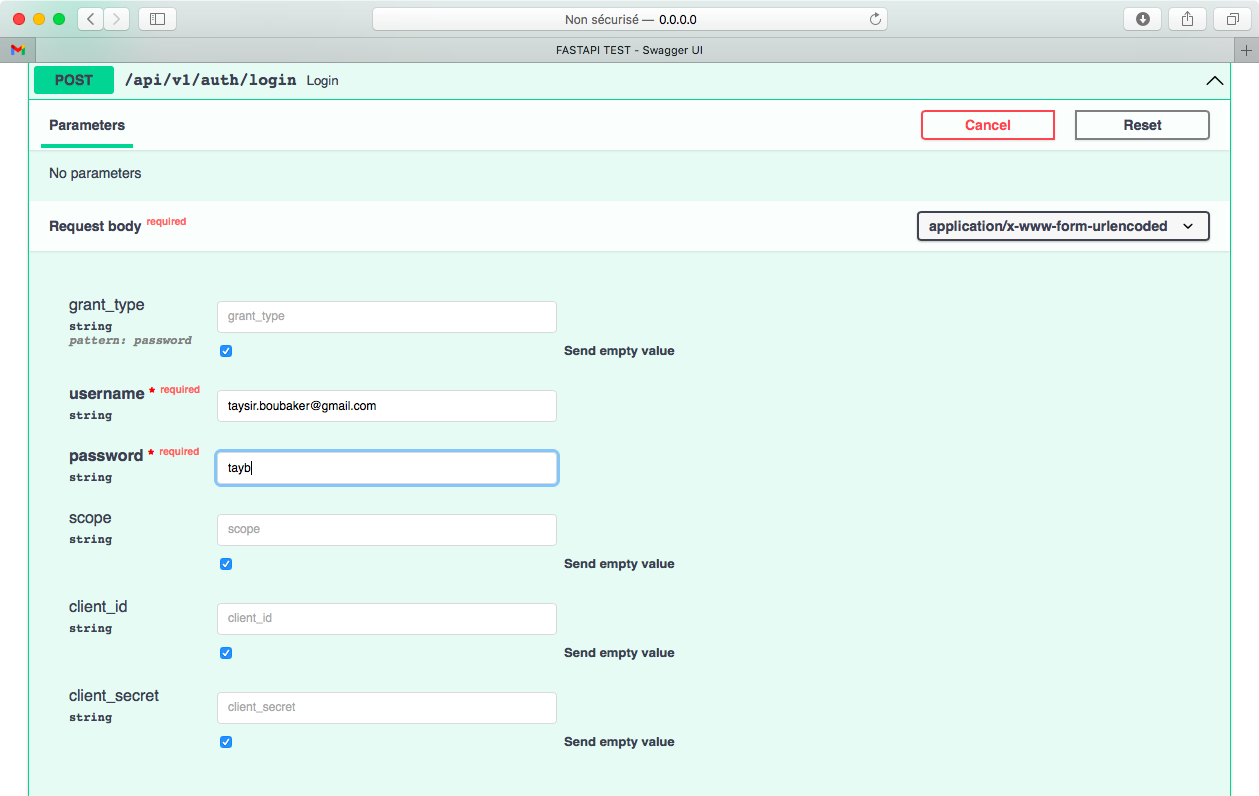 Non sécurisé — 0.0.0.0
FASTAPI TEST - Swagger UI
POST /api/v1/auth/login Login
Parameters Cancel Reset
No parameters
Request body required application/x-www-form-urlencoded
grant_type
string
pattern: password
grant_type
Send empty value
username * required
string
taysir.boubaker@gmail.com
password * required
string
tayb
scope
string
scope
Send empty value
client_id
string
client_id
Send empty value
client_secret
string
client_secret
Send empty value